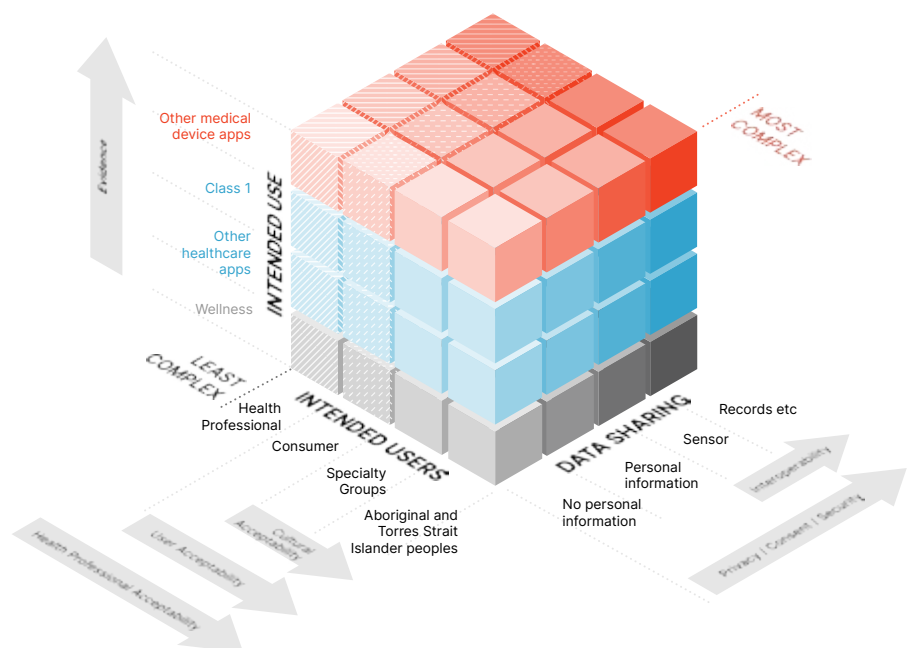 Evidence
Other medical
device apps
Class 1
Other
healthcare
apps
Wellness
INTENDED USE
MOST
COMPLEX
LEAST
COMPLEX
INTENDED USERS
Health
Professional
Consumer
Specialty
Groups
Aboriginal and
Torres Strait
Islander peoples
DATA SHARING
Records etc
Sensor
Personal
information
No personal
information
Interoperability
Privacy / Consent / Security
Cultural
Acceptability
User Acceptability
Health Professional Acceptability